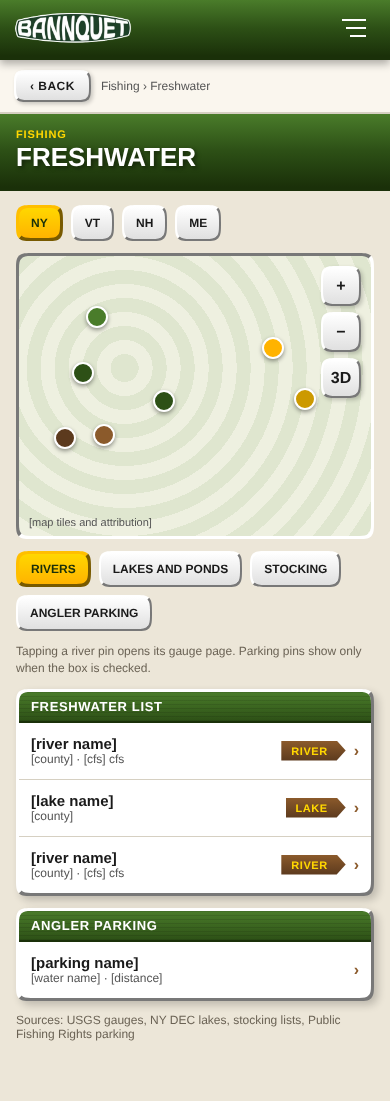 BANNQUET
‹ BACK
Fishing › Freshwater
FISHING
FRESHWATER
NY
VT
NH
ME
+
−
3D
[map tiles and attribution]
RIVERS
LAKES AND PONDS
STOCKING
ANGLER PARKING
Tapping a river pin opens its gauge page. Parking pins show only
when the box is checked.
FRESHWATER LIST
[river name]
[county] · [cfs] cfs
RIVER ›
[lake name]
[county]
LAKE ›
[river name]
[county] · [cfs] cfs
RIVER ›
ANGLER PARKING
[parking name]
[water name] · [distance]
›
Sources: USGS gauges, NY DEC lakes, stocking lists, Public
Fishing Rights parking